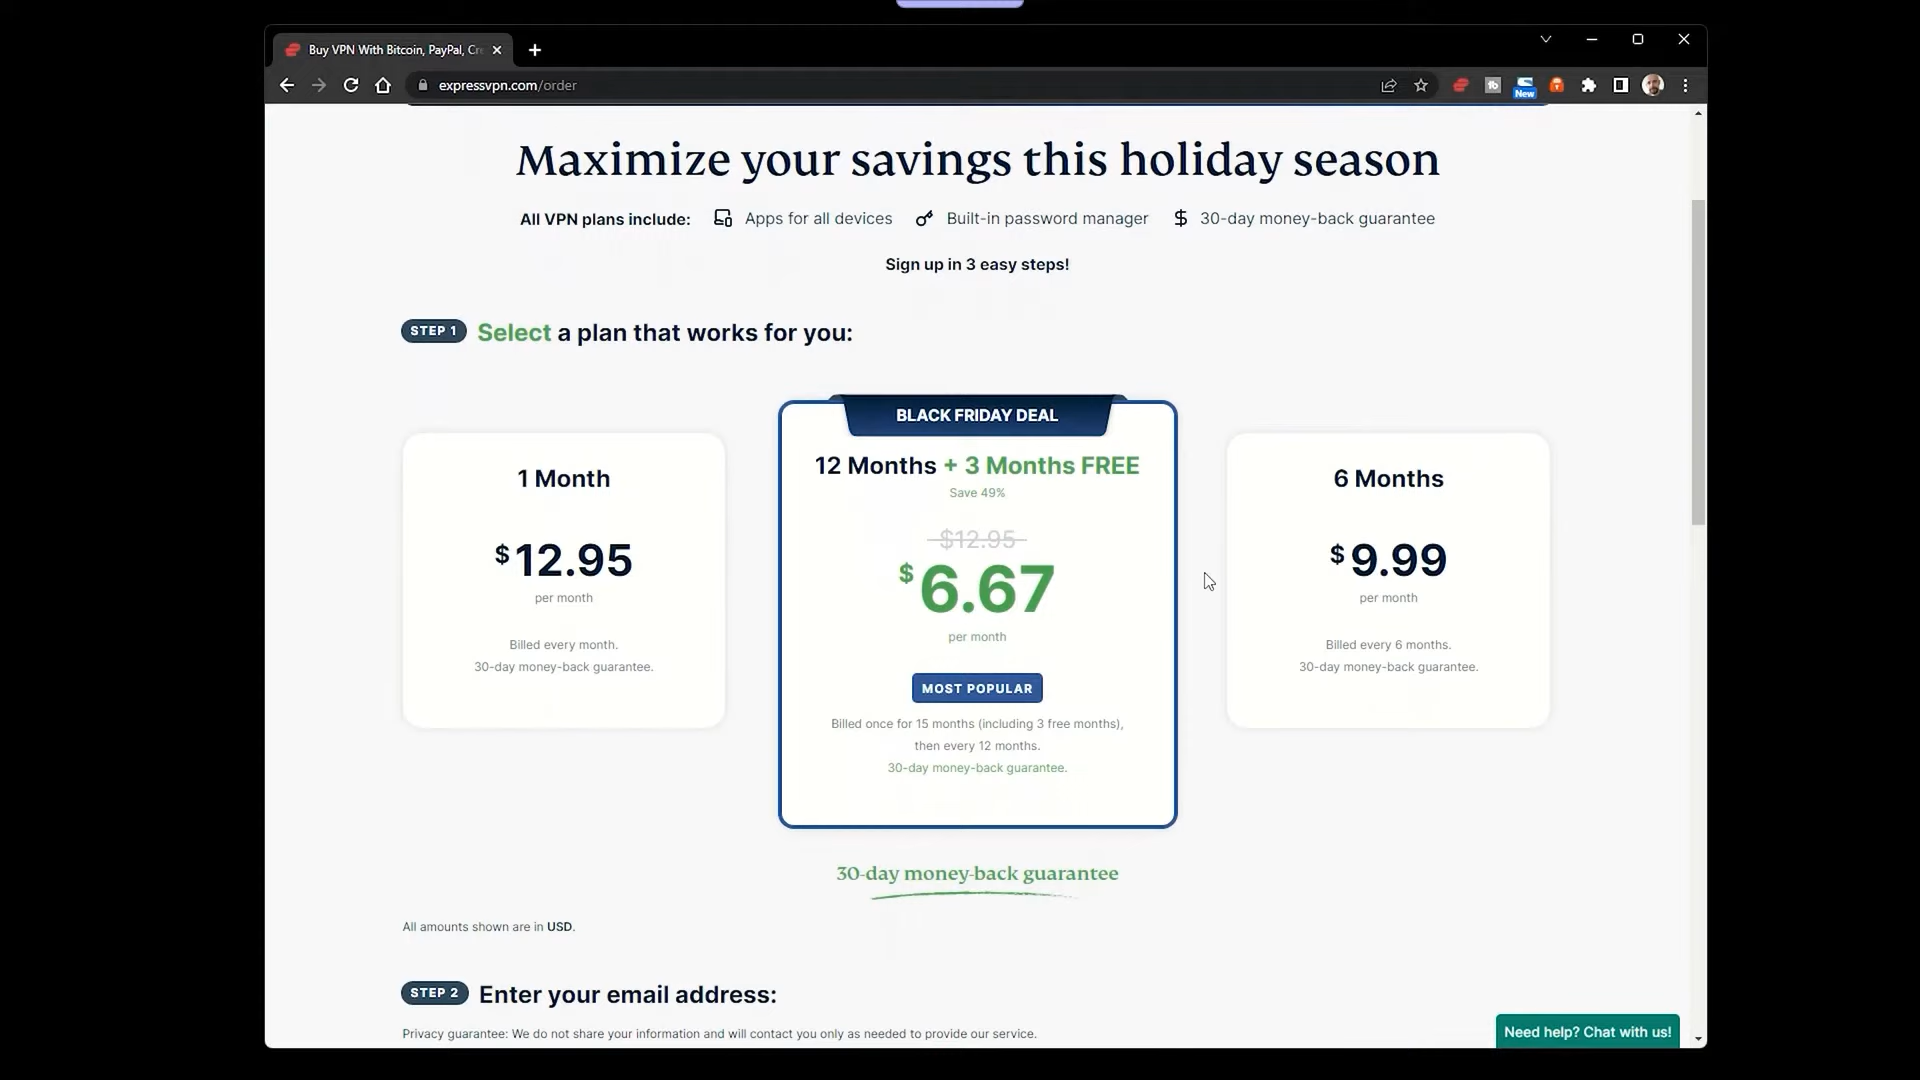 Buy VPN With Bitcoin, PayPal, Cr
expressvpn.com/order
New
Maximize your savings this holiday season
All VPN plans include: Apps for all devices Built-in password manager $ 30-day money-back guarantee
Sign up in 3 easy steps!
STEP 1 Select a plan that works for you:
1 Month
$12.95
per month
Billed every month.
30-day money-back guarantee.
BLACK FRIDAY DEAL
12 Months + 3 Months FREE
Save 49%
$12.95
$6.67
per month
MOST POPULAR
Billed once for 15 months (including 3 free months),
then every 12 months.
30-day money-back guarantee.
6 Months
$9.99
per month
Billed every 6 months.
30-day money-back guarantee.
30-day money-back guarantee
All amounts shown are in USD.
STEP 2 Enter your email address:
Privacy guarantee: We do not share your information and will contact you only as needed to provide our service.
Need help? Chat with us!